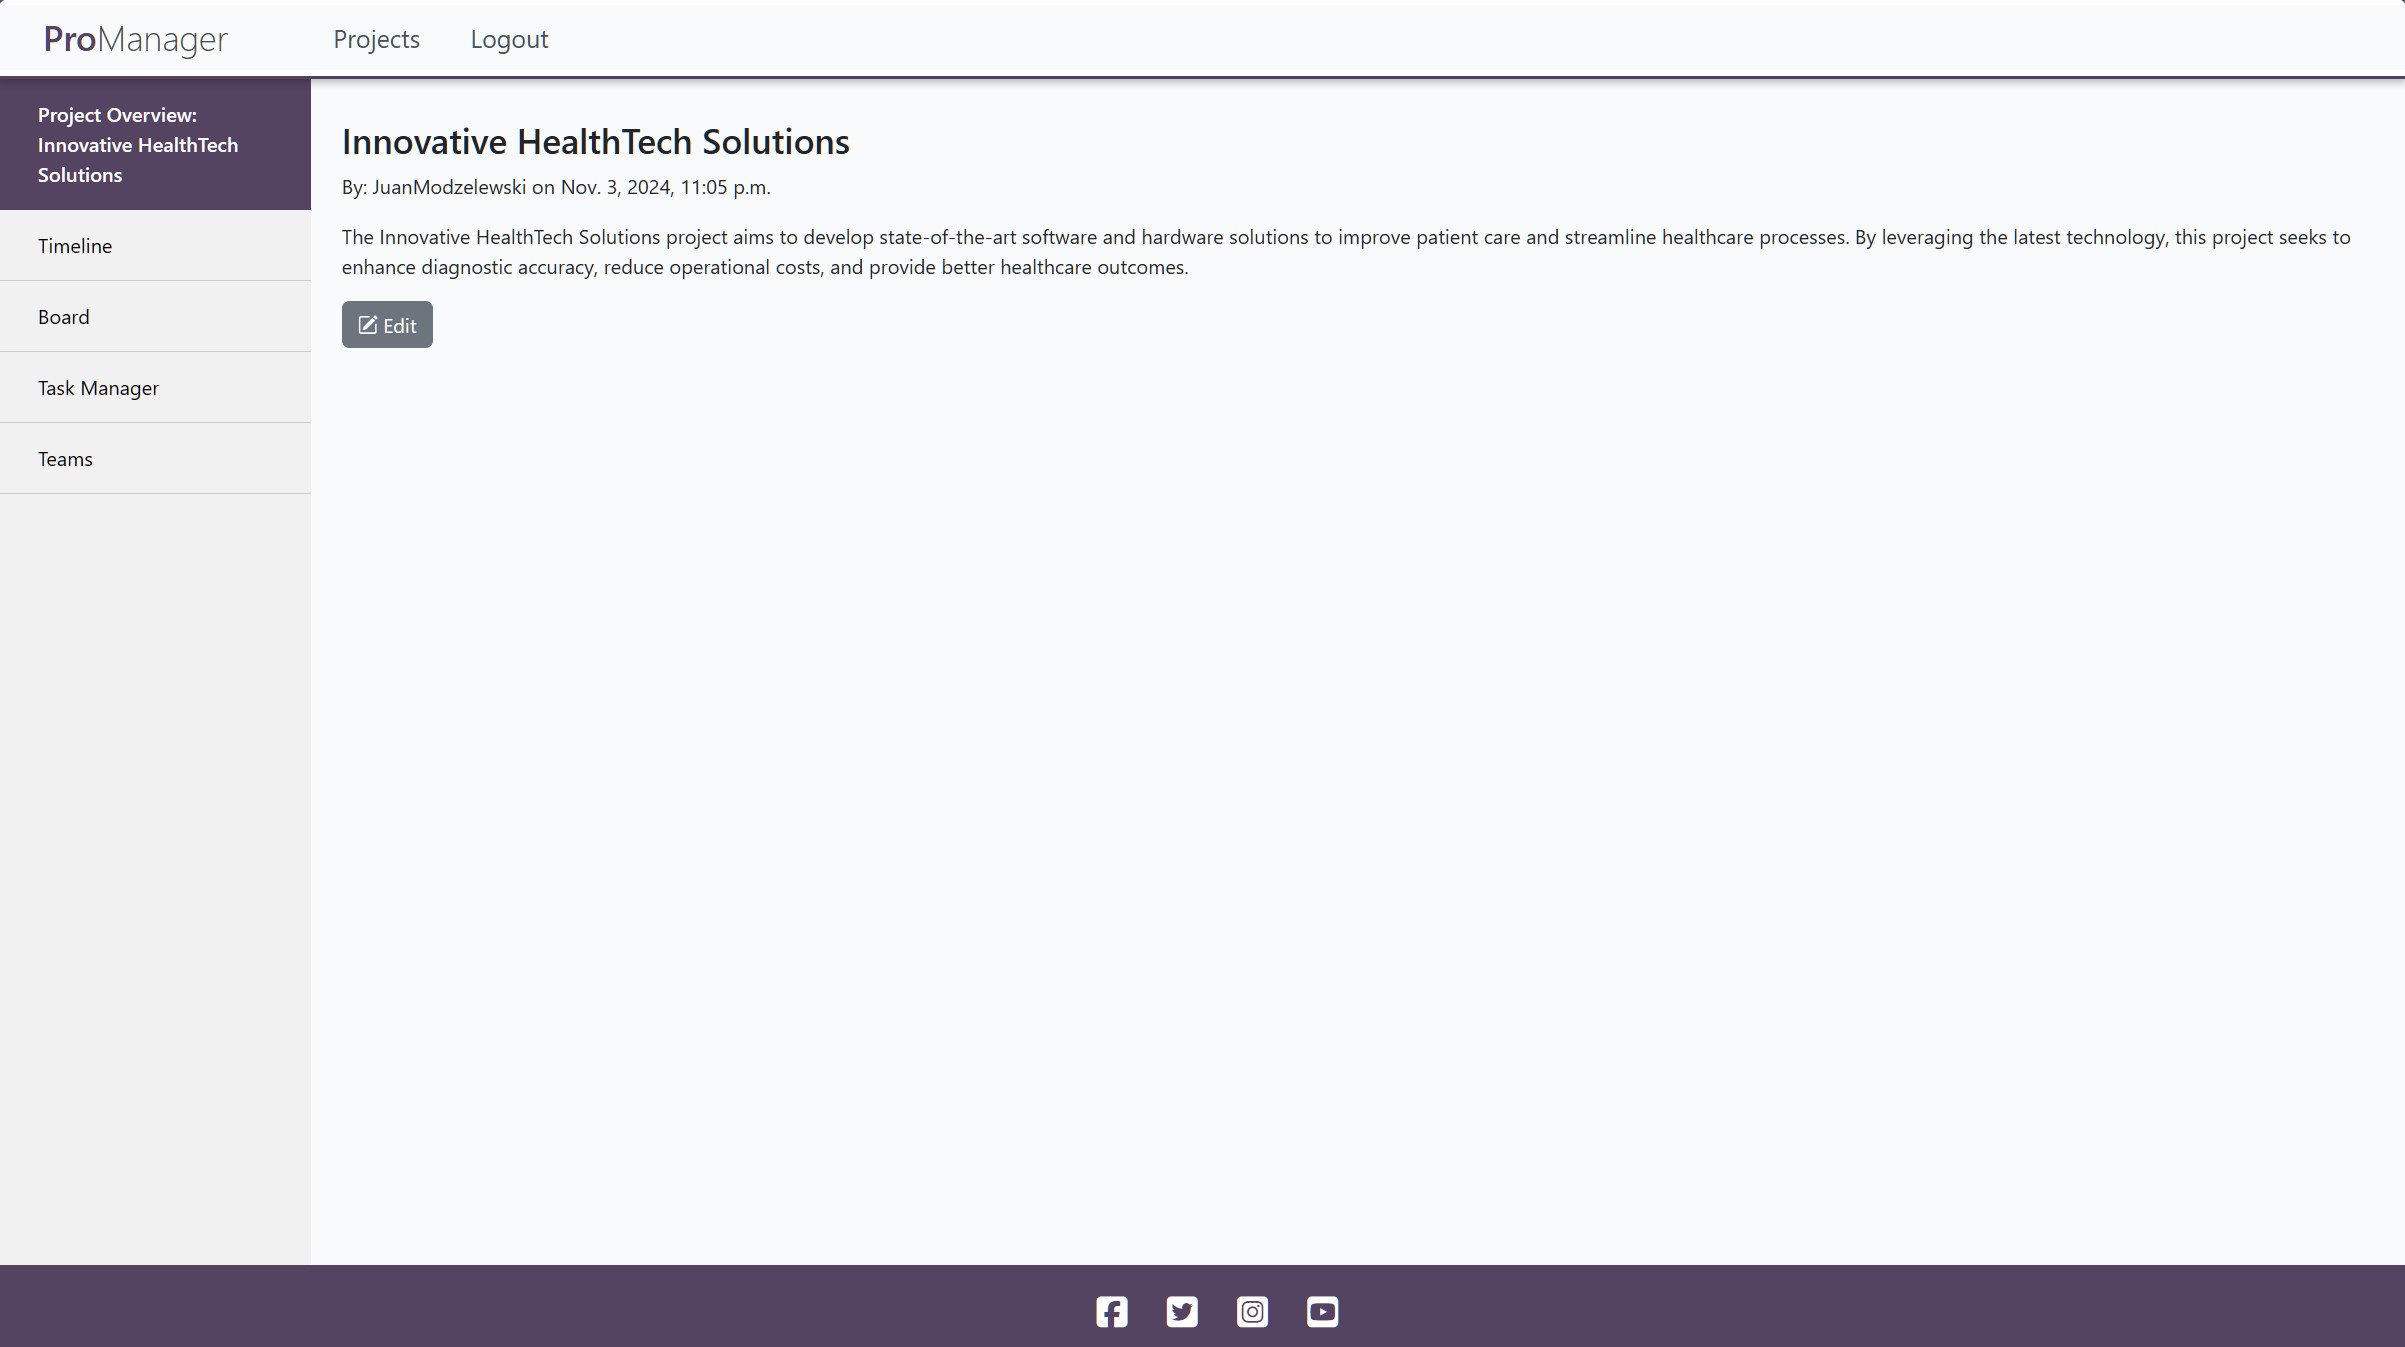 ProManager Projects Logout
Project Overview:
Innovative HealthTech
Solutions
Timeline
Board
Task Manager
Teams
Innovative HealthTech Solutions
By: JuanModzelewski on Nov. 3, 2024, 11:05 p.m.
The Innovative HealthTech Solutions project aims to develop state-of-the-art software and hardware solutions to improve patient care and streamline healthcare processes. By leveraging the latest technology, this project seeks to
enhance diagnostic accuracy, reduce operational costs, and provide better healthcare outcomes.
Edit